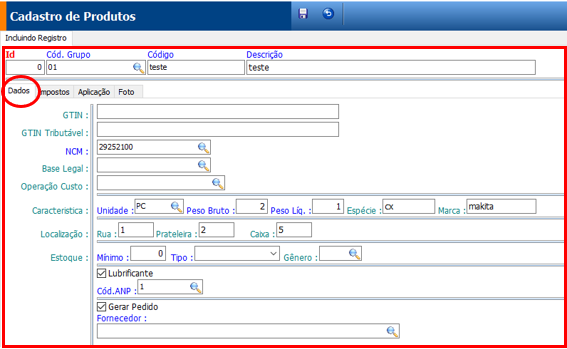 Cadastro de Produtos
Incluindo Registro
Id Cód. Grupo Código Descrição
0 01 teste teste
Dados Impostos Aplicação Foto
GTIN :
GTIN Tributável :
NCM : 29252100
Base Legal :
Operação Custo :
Caracteristica : Unidade : PC Peso Bruto : 2 Peso Líq. : 1 Espécie : cx Marca : makita
Localização : Rua : 1 Prateleira : 2 Caixa : 5
Estoque : Mínimo : 0 Tipo : Gênero :
Lubrificante
Cód.ANP : 1
Gerar Pedido
Fornecedor :